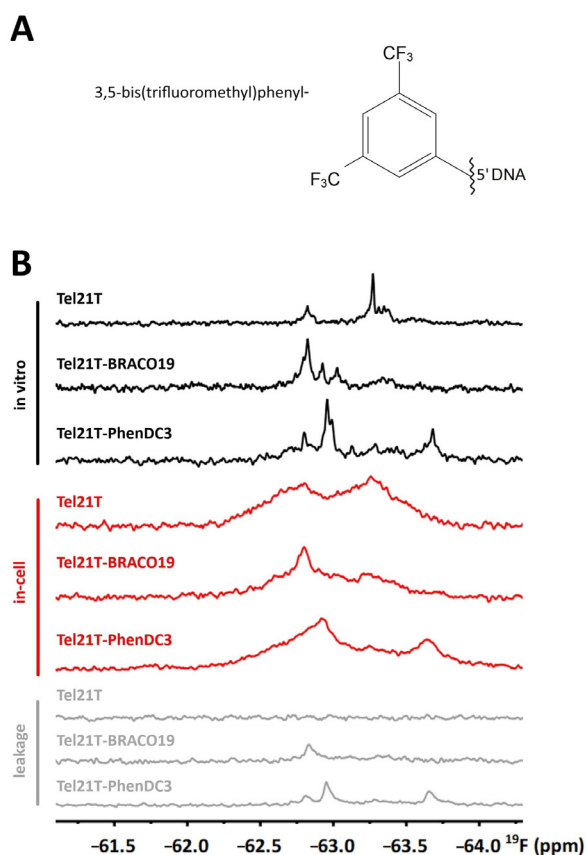 A
3,5-bis(trifluoromethyl)phenyl-
CF₃
F₃C
5' DNA
B
in vitro
Tel21T
Tel21T-BRACO19
Tel21T-PhenDC3
in-cell
Tel21T
Tel21T-BRACO19
Tel21T-PhenDC3
leakage
Tel21T
Tel21T-BRACO19
Tel21T-PhenDC3
−61.5 −62.0 −62.5 −63.0 −63.5 −64.0 ¹⁹F (ppm)